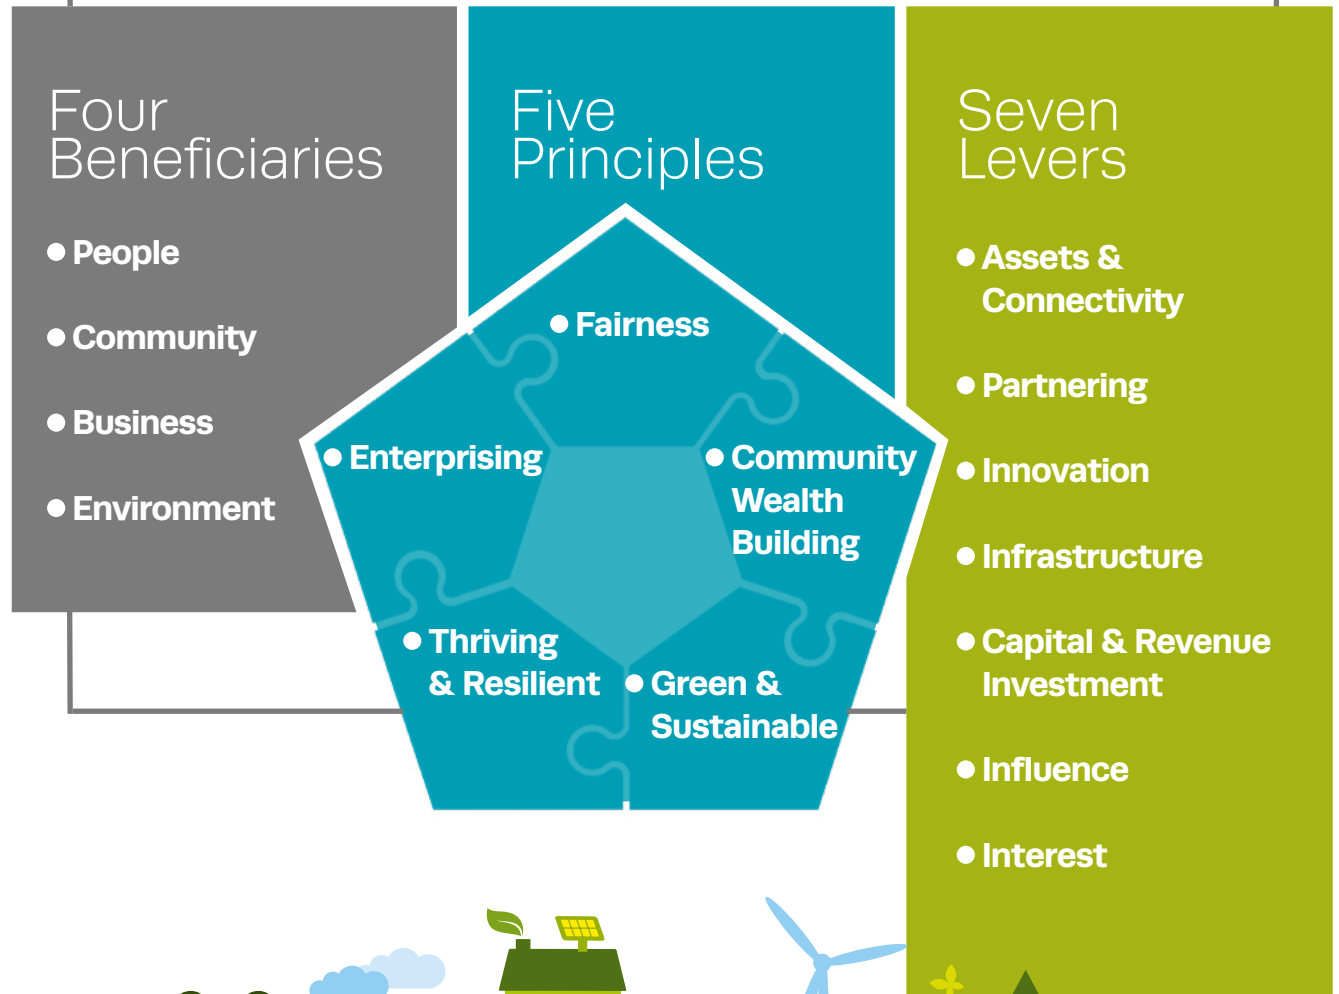 Four
Beneficiaries
People
Community
Business
Environment
Five
Principles
Fairness
Enterprising
Community
Wealth
Building
Thriving
& Resilient
Green &
Sustainable
Seven
Levers
Assets &
Connectivity
Partnering
Innovation
Infrastructure
Capital & Revenue
Investment
Influence
Interest